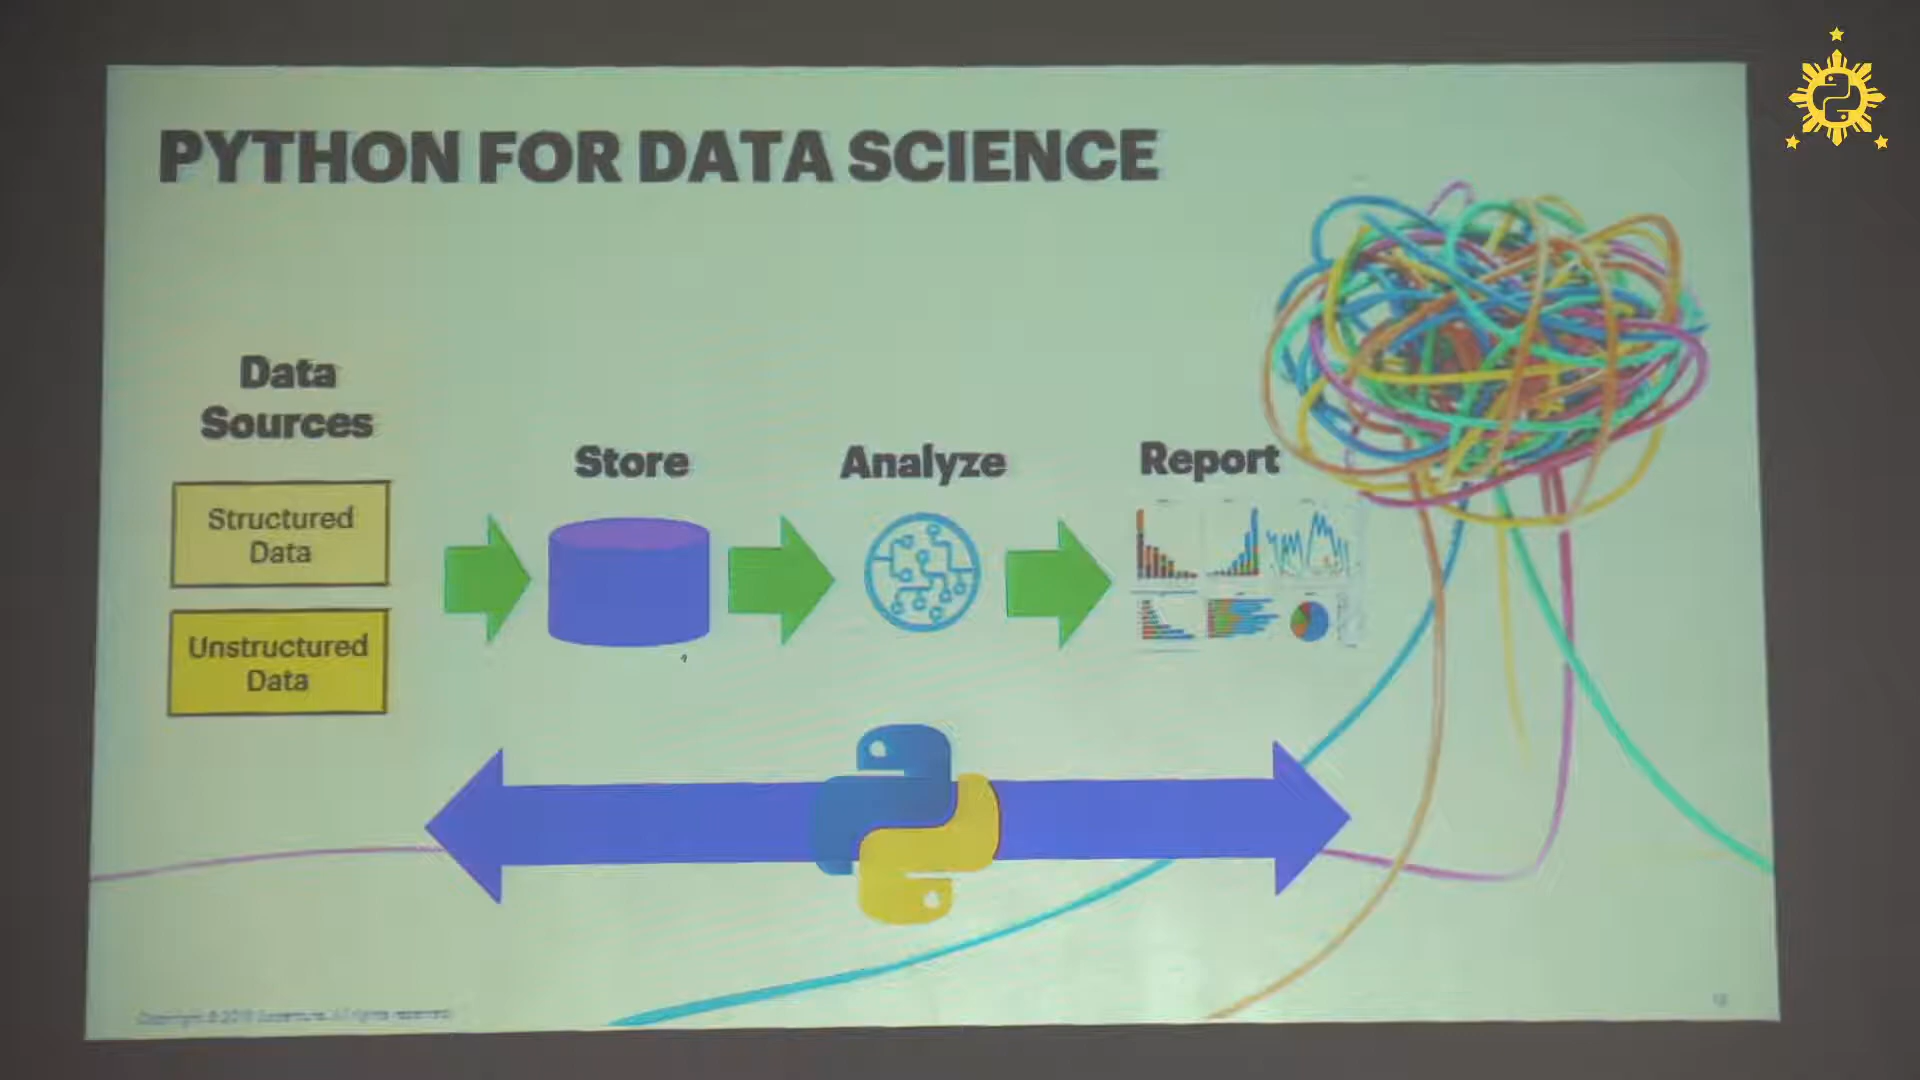 PYTHON FOR DATA SCIENCE
Data
Sources
Structured
Data
Unstructured
Data
Store
Analyze
Report